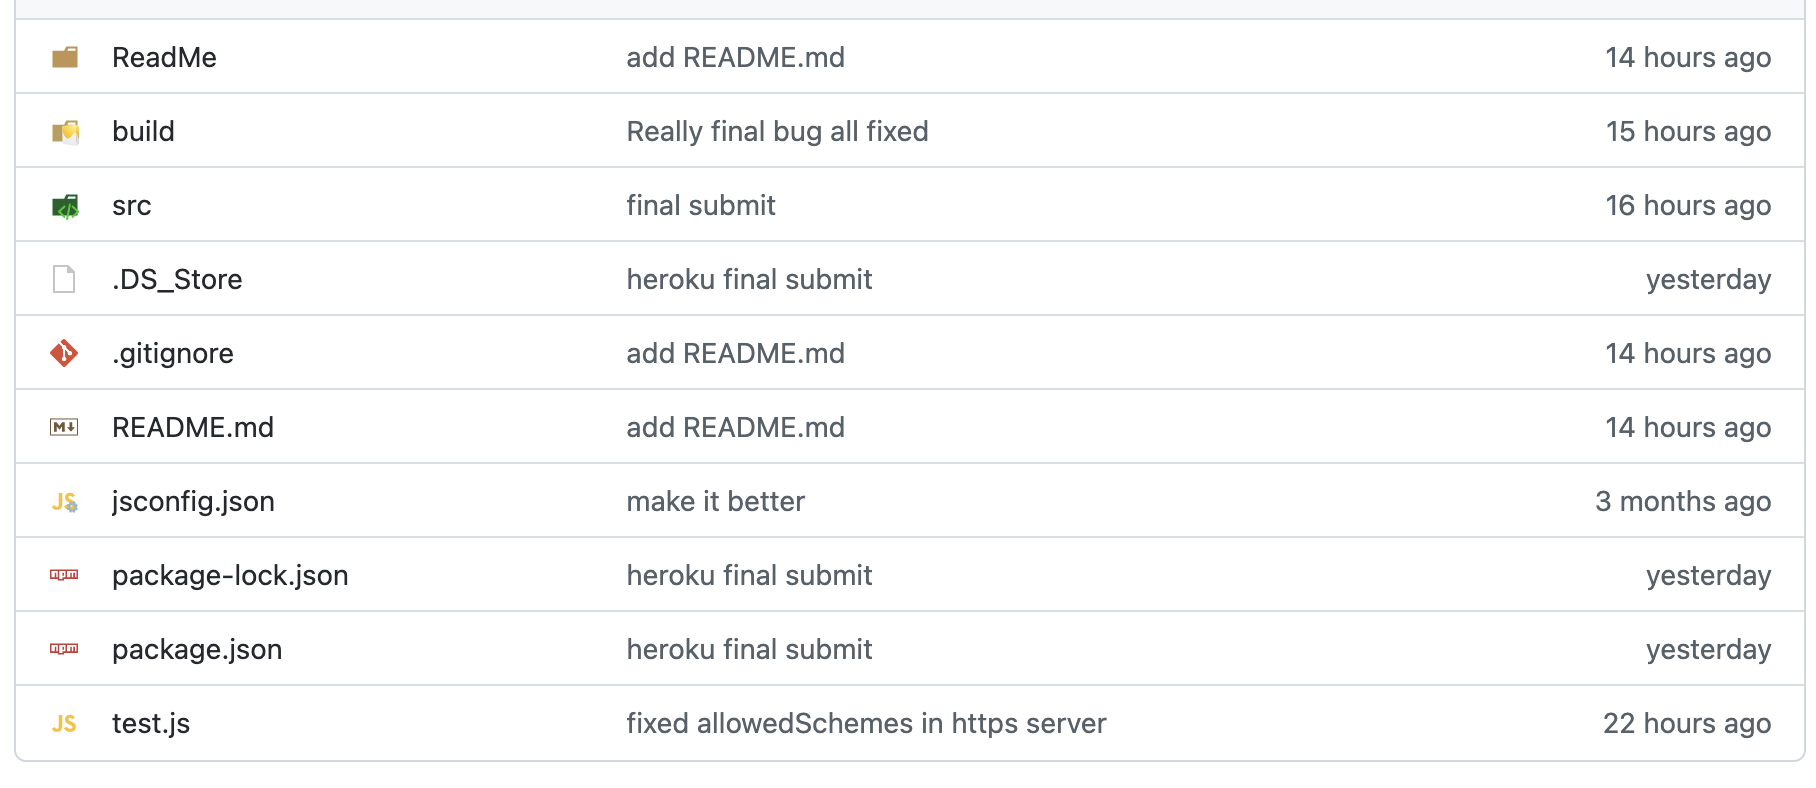 ReadMe add README.md 14 hours ago
build Really final bug all fixed 15 hours ago
src final submit 16 hours ago
.DS_Store heroku final submit yesterday
.gitignore add README.md 14 hours ago
M README.md add README.md 14 hours ago
JS jsconfig.json make it better 3 months ago
npm package-lock.json heroku final submit yesterday
npm package.json heroku final submit yesterday
JS test.js fixed allowedSchemes in https server 22 hours ago